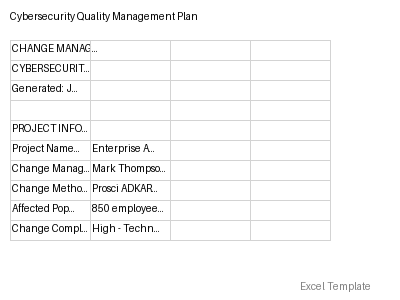 Cybersecurity Quality Management Plan
CHANGE MANAG...
CYBERSECURIT...
Generated: J...
PROJECT INFO...
Project Name... Enterprise A...
Change Manag... Mark Thompso...
Change Metho... Prosci ADKAR...
Affected Pop... 850 employee...
Change Compl... High - Techn...
Excel Template